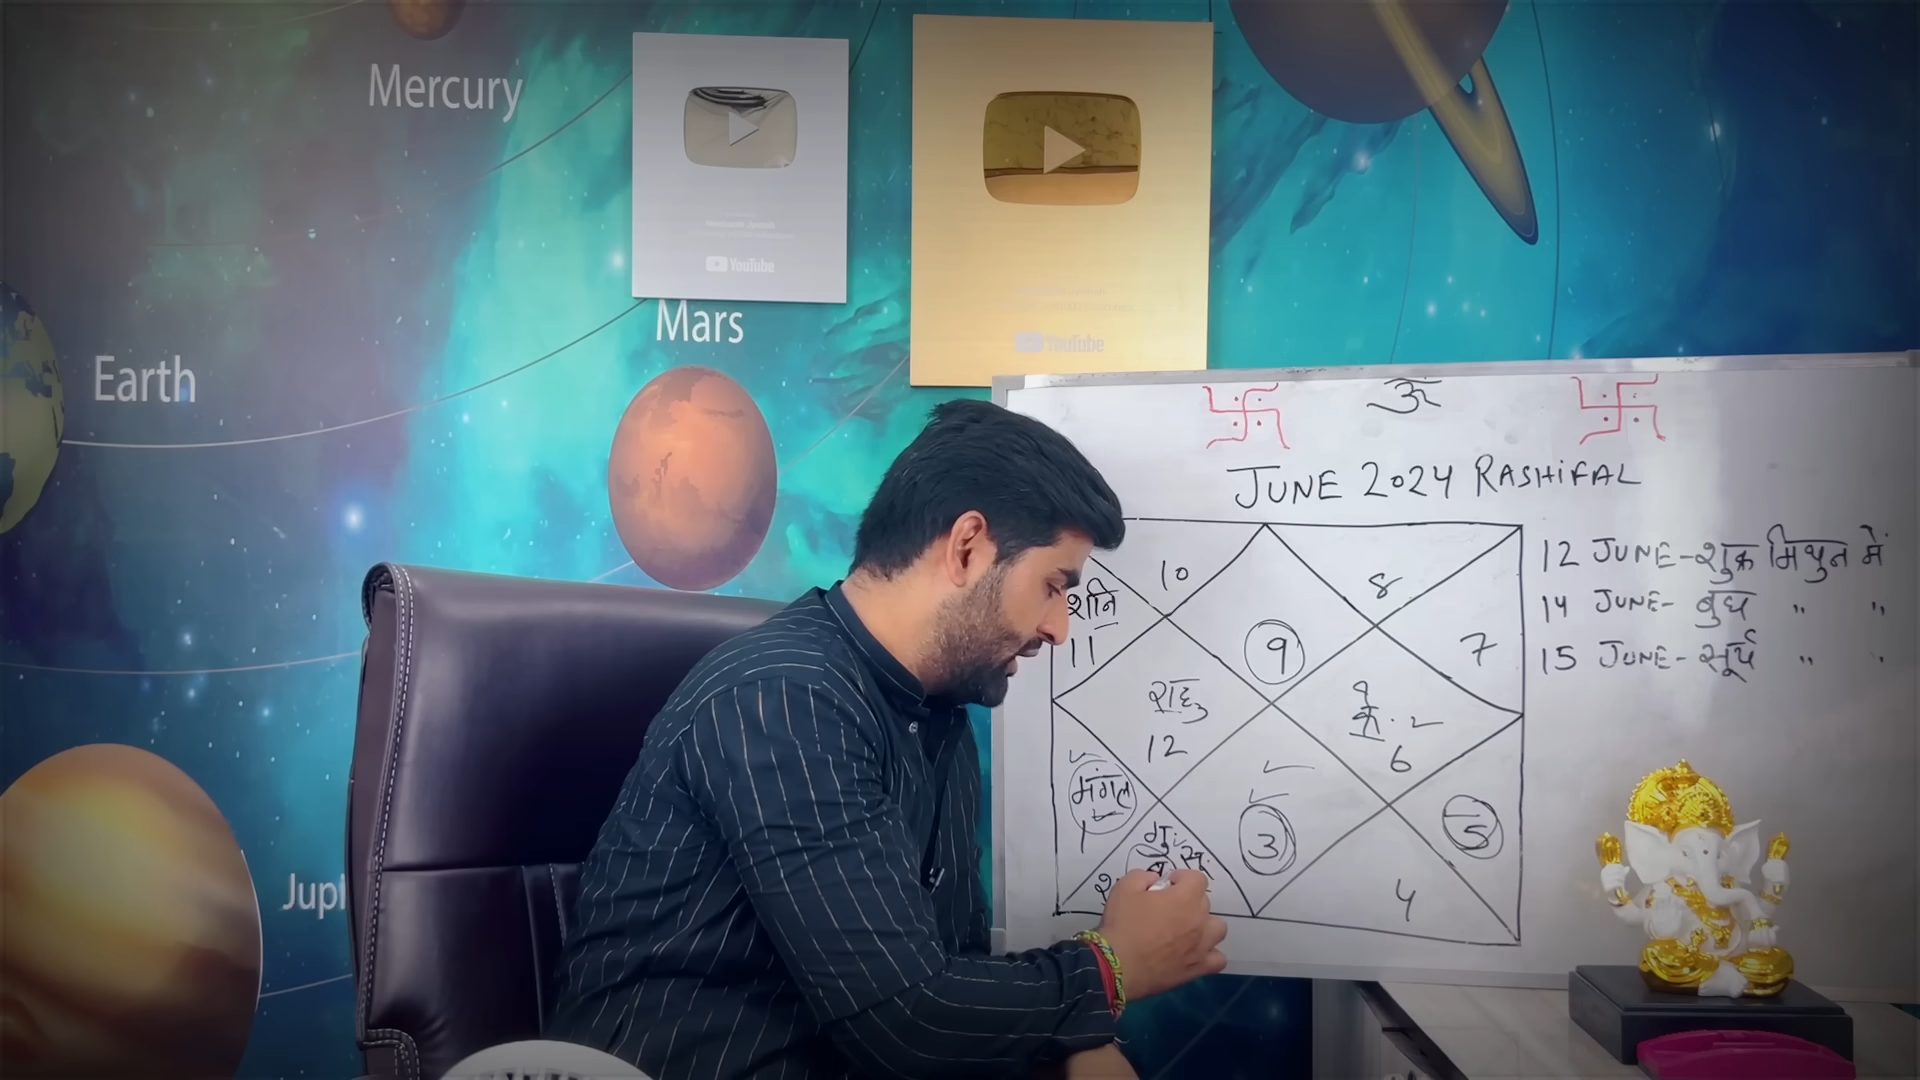 Mercury
YouTube
YouTube
Mars
Earth
Jupi
ॐ
JUNE 2024 RASHIFAL
12 JUNE - शुक्र मिथुन में
14 JUNE - बुध " "
15 JUNE - सूर्य " "
10
8
शनि
11
9
7
राहु
12
के.
6
मंगल
1
गु.
3
5
4